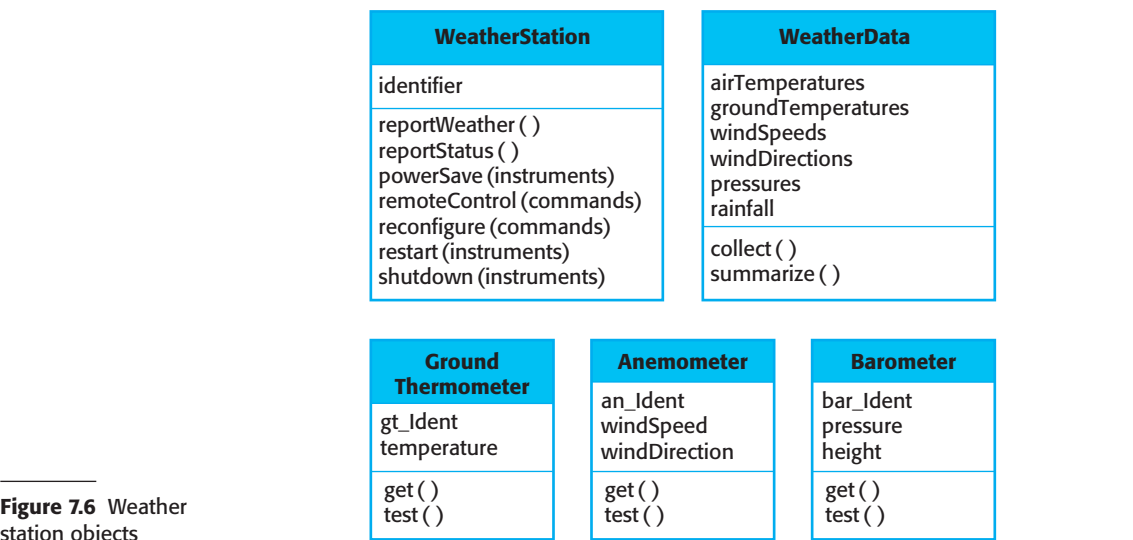 WeatherStation
identifier
reportWeather ( )
reportStatus ( )
powerSave (instruments)
remoteControl (commands)
reconfigure (commands)
restart (instruments)
shutdown (instruments)
WeatherData
airTemperatures
groundTemperatures
windSpeeds
windDirections
pressures
rainfall
collect ( )
summarize ( )
Ground
Thermometer
gt_Ident
temperature
get ( )
test ( )
Anemometer
an_Ident
windSpeed
windDirection
get ( )
test ( )
Barometer
bar_Ident
pressure
height
get ( )
test ( )
Figure 7.6 Weather
station objects